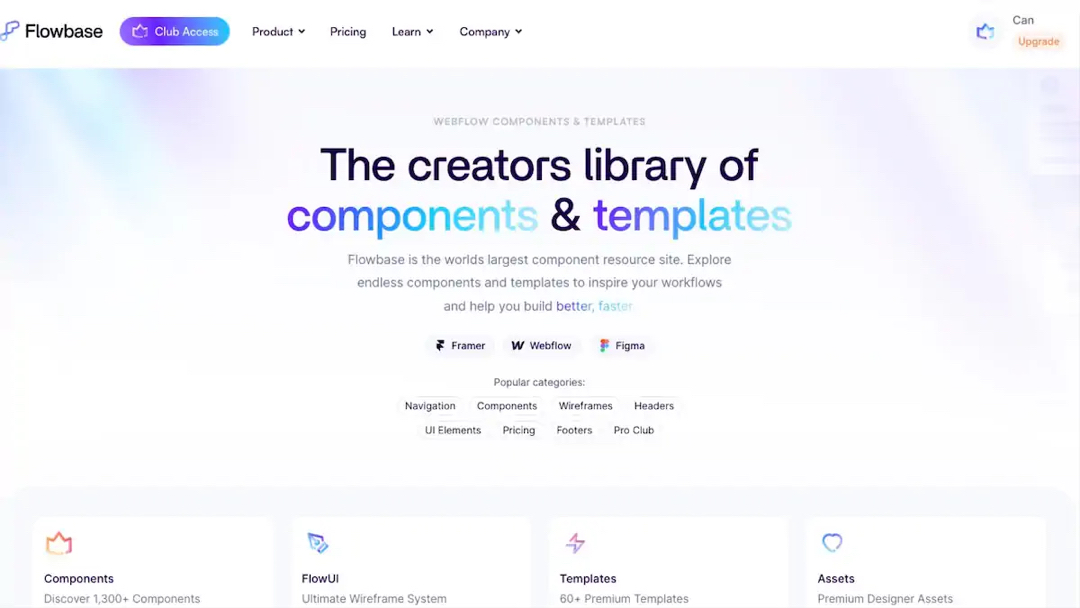 Flowbase
Club Access
Product
Pricing
Learn
Company
Can
Upgrade
WEBFLOW COMPONENTS & TEMPLATES
The creators library of
components & templates
Flowbase is the worlds largest component resource site. Explore
endless components and templates to inspire your workflows
and help you build better, faster
Framer
Webflow
Figma
Popular categories:
Navigation
Components
Wireframes
Headers
UI Elements
Pricing
Footers
Pro Club
Components
Discover 1,300+ Components
FlowUI
Ultimate Wireframe System
Templates
60+ Premium Templates
Assets
Premium Designer Assets